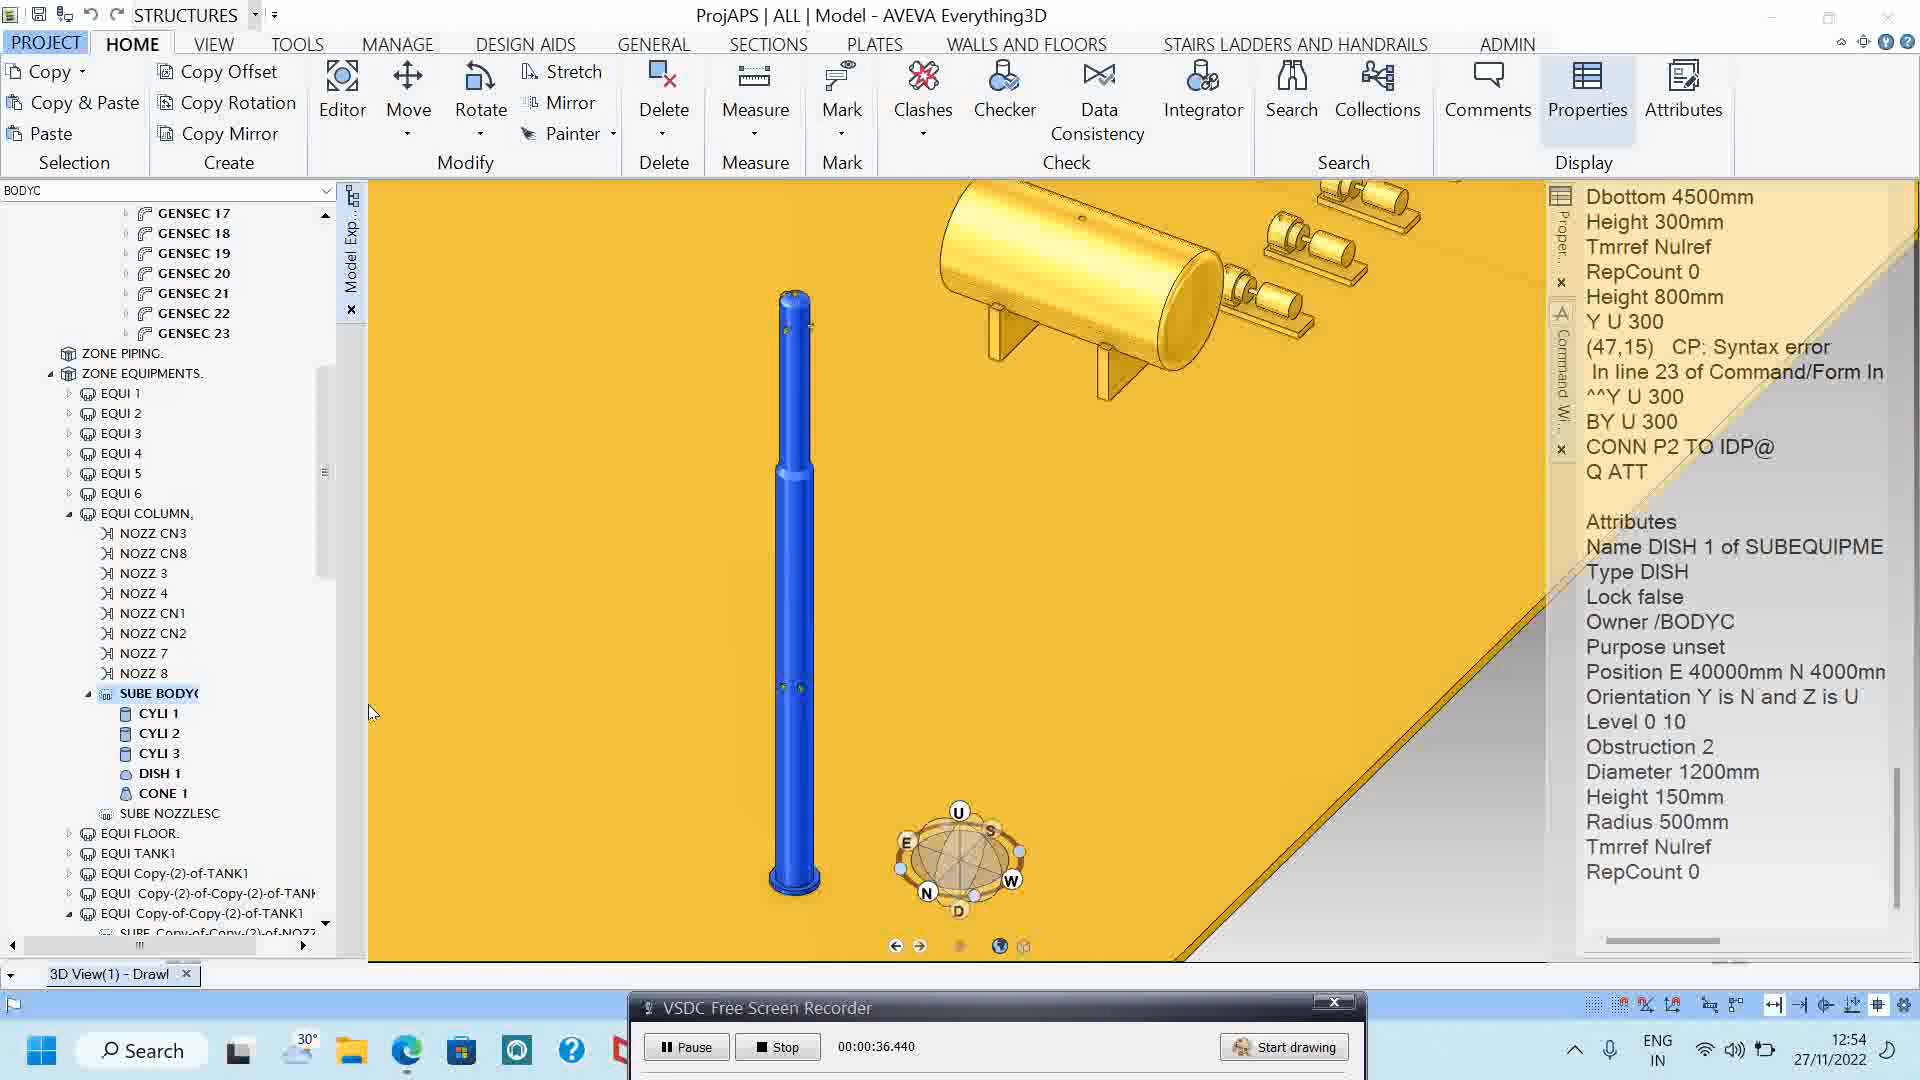 STRUCTURES
ProjAPS | ALL | Model - AVEVA Everything3D
PROJECT HOME VIEW TOOLS MANAGE DESIGN AIDS GENERAL SECTIONS PLATES WALLS AND FLOORS STAIRS LADDERS AND HANDRAILS ADMIN
Copy
Copy & Paste
Paste
Selection
Copy Offset
Copy Rotation
Copy Mirror
Create
Editor
Move
Rotate
Stretch
Mirror
Painter
Modify
Delete
Delete
Measure
Measure
Mark
Mark
Clashes
Checker
Data
Consistency
Integrator
Check
Search
Collections
Search
Comments
Properties
Attributes
Display
BODYC
GENSEC 17
GENSEC 18
GENSEC 19
GENSEC 20
GENSEC 21
GENSEC 22
GENSEC 23
ZONE PIPING.
ZONE EQUIPMENTS.
EQUI 1
EQUI 2
EQUI 3
EQUI 4
EQUI 5
EQUI 6
EQUI COLUMN,
NOZZ CN3
NOZZ CN8
NOZZ 3
NOZZ 4
NOZZ CN1
NOZZ CN2
NOZZ 7
NOZZ 8
SUBE BODYC
CYLI 1
CYLI 2
CYLI 3
DISH 1
CONE 1
SUBE NOZZLESC
EQUI FLOOR.
EQUI TANK1
EQUI Copy-(2)-of-TANK1
EQUI Copy-(2)-of-Copy-(2)-of-TANK
EQUI Copy-of-Copy-(2)-of-TANK1
SUBE Copy-of-Copy-(2)-of-NOZZ
Model Exp...
U
S
E
W
N
D
Proper...
Command Wi...
Dbottom 4500mm
Height 300mm
Tmrref Nulref
RepCount 0
Height 800mm
Y U 300
(47,15) CP: Syntax error
In line 23 of Command/Form In
^^Y U 300
BY U 300
CONN P2 TO IDP@
Q ATT
Attributes
Name DISH 1 of SUBEQUIPME
Type DISH
Lock false
Owner /BODYC
Purpose unset
Position E 40000mm N 4000mm
Orientation Y is N and Z is U
Level 0 10
Obstruction 2
Diameter 1200mm
Height 150mm
Radius 500mm
Tmrref Nulref
RepCount 0
3D View(1) - Drawl
VSDC Free Screen Recorder
Pause
Stop
00:00:36.440
Start drawing
Search
30°
ENG
IN
12:54
27/11/2022